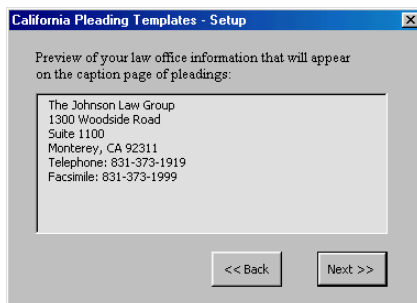 California Pleading Templates - Setup
Preview of your law office information that will appear
on the caption page of pleadings:
The Johnson Law Group
1300 Woodside Road
Suite 1100
Monterey, CA 92311
Telephone: 831-373-1919
Facsimile: 831-373-1999
<< Back
Next >>